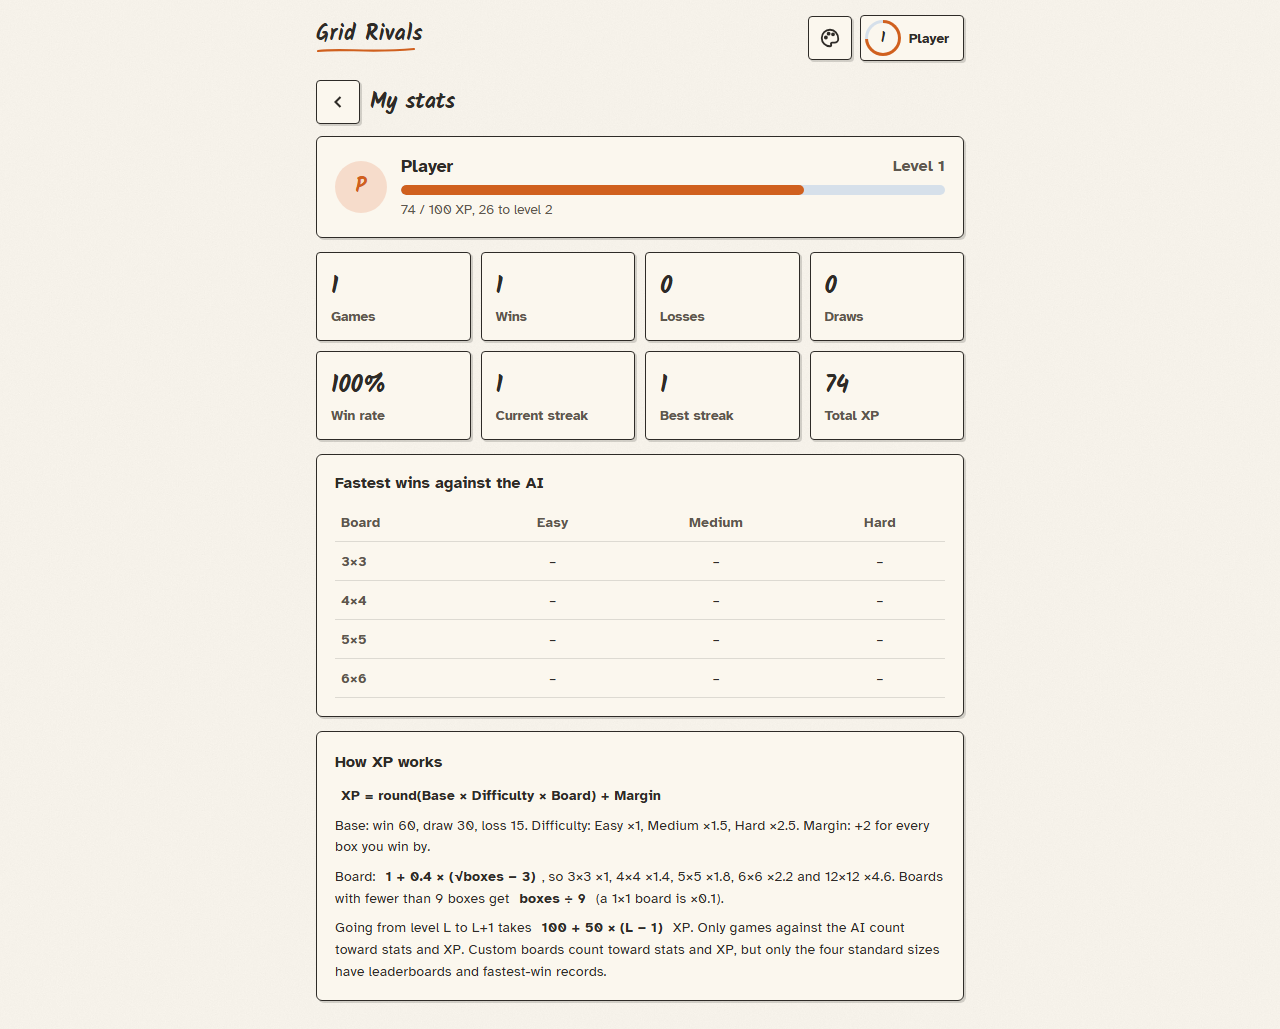 Grid Rivals
1 Player
My stats
P
Player Level 1
74 / 100 XP, 26 to level 2
1 1 0 0
Games Wins Losses Draws
100% 1 1 74
Win rate Current streak Best streak Total XP
Fastest wins against the AI
Board Easy Medium Hard
3×3 – – –
4×4 – – –
5×5 – – –
6×6 – – –
How XP works
XP = round(Base × Difficulty × Board) + Margin
Base: win 60, draw 30, loss 15. Difficulty: Easy ×1, Medium ×1.5, Hard ×2.5. Margin: +2 for every
box you win by.
Board: 1 + 0.4 × (√boxes − 3) , so 3×3 ×1, 4×4 ×1.4, 5×5 ×1.8, 6×6 ×2.2 and 12×12 ×4.6. Boards
with fewer than 9 boxes get boxes ÷ 9 (a 1×1 board is ×0.1).
Going from level L to L+1 takes 100 + 50 × (L − 1) XP. Only games against the AI count
toward stats and XP. Custom boards count toward stats and XP, but only the four standard sizes
have leaderboards and fastest-win records.